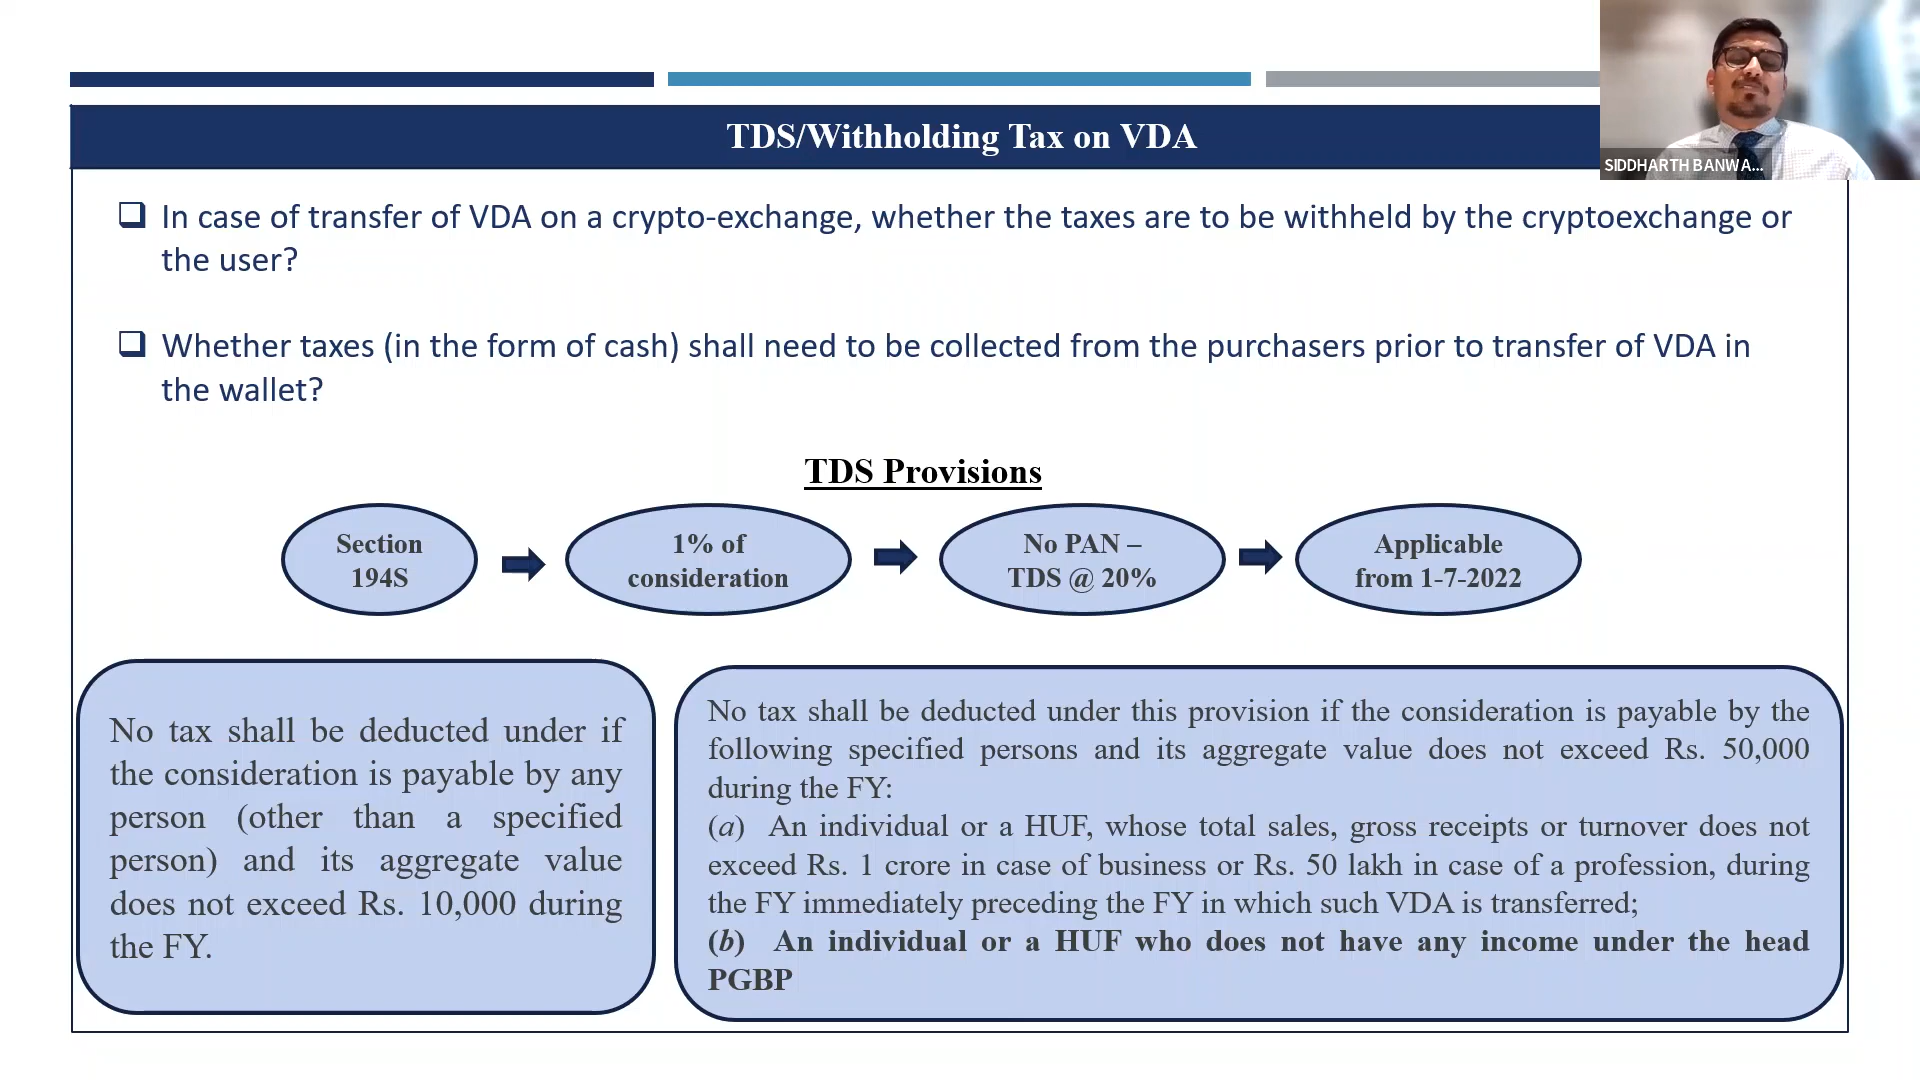 SIDDHARTH BANWA...
TDS/Withholding Tax on VDA
In case of transfer of VDA on a crypto-exchange, whether the taxes are to be withheld by the cryptoexchange or
the user?
Whether taxes (in the form of cash) shall need to be collected from the purchasers prior to transfer of VDA in
the wallet?
TDS Provisions
Section
194S
1% of
consideration
No PAN –
TDS @ 20%
Applicable
from 1-7-2022
No tax shall be deducted under if
the consideration is payable by any
person (other than a specified
person) and its aggregate value
does not exceed Rs. 10,000 during
the FY.
No tax shall be deducted under this provision if the consideration is payable by the
following specified persons and its aggregate value does not exceed Rs. 50,000
during the FY:
(a) An individual or a HUF, whose total sales, gross receipts or turnover does not
exceed Rs. 1 crore in case of business or Rs. 50 lakh in case of a profession, during
the FY immediately preceding the FY in which such VDA is transferred;
(b) An individual or a HUF who does not have any income under the head
PGBP